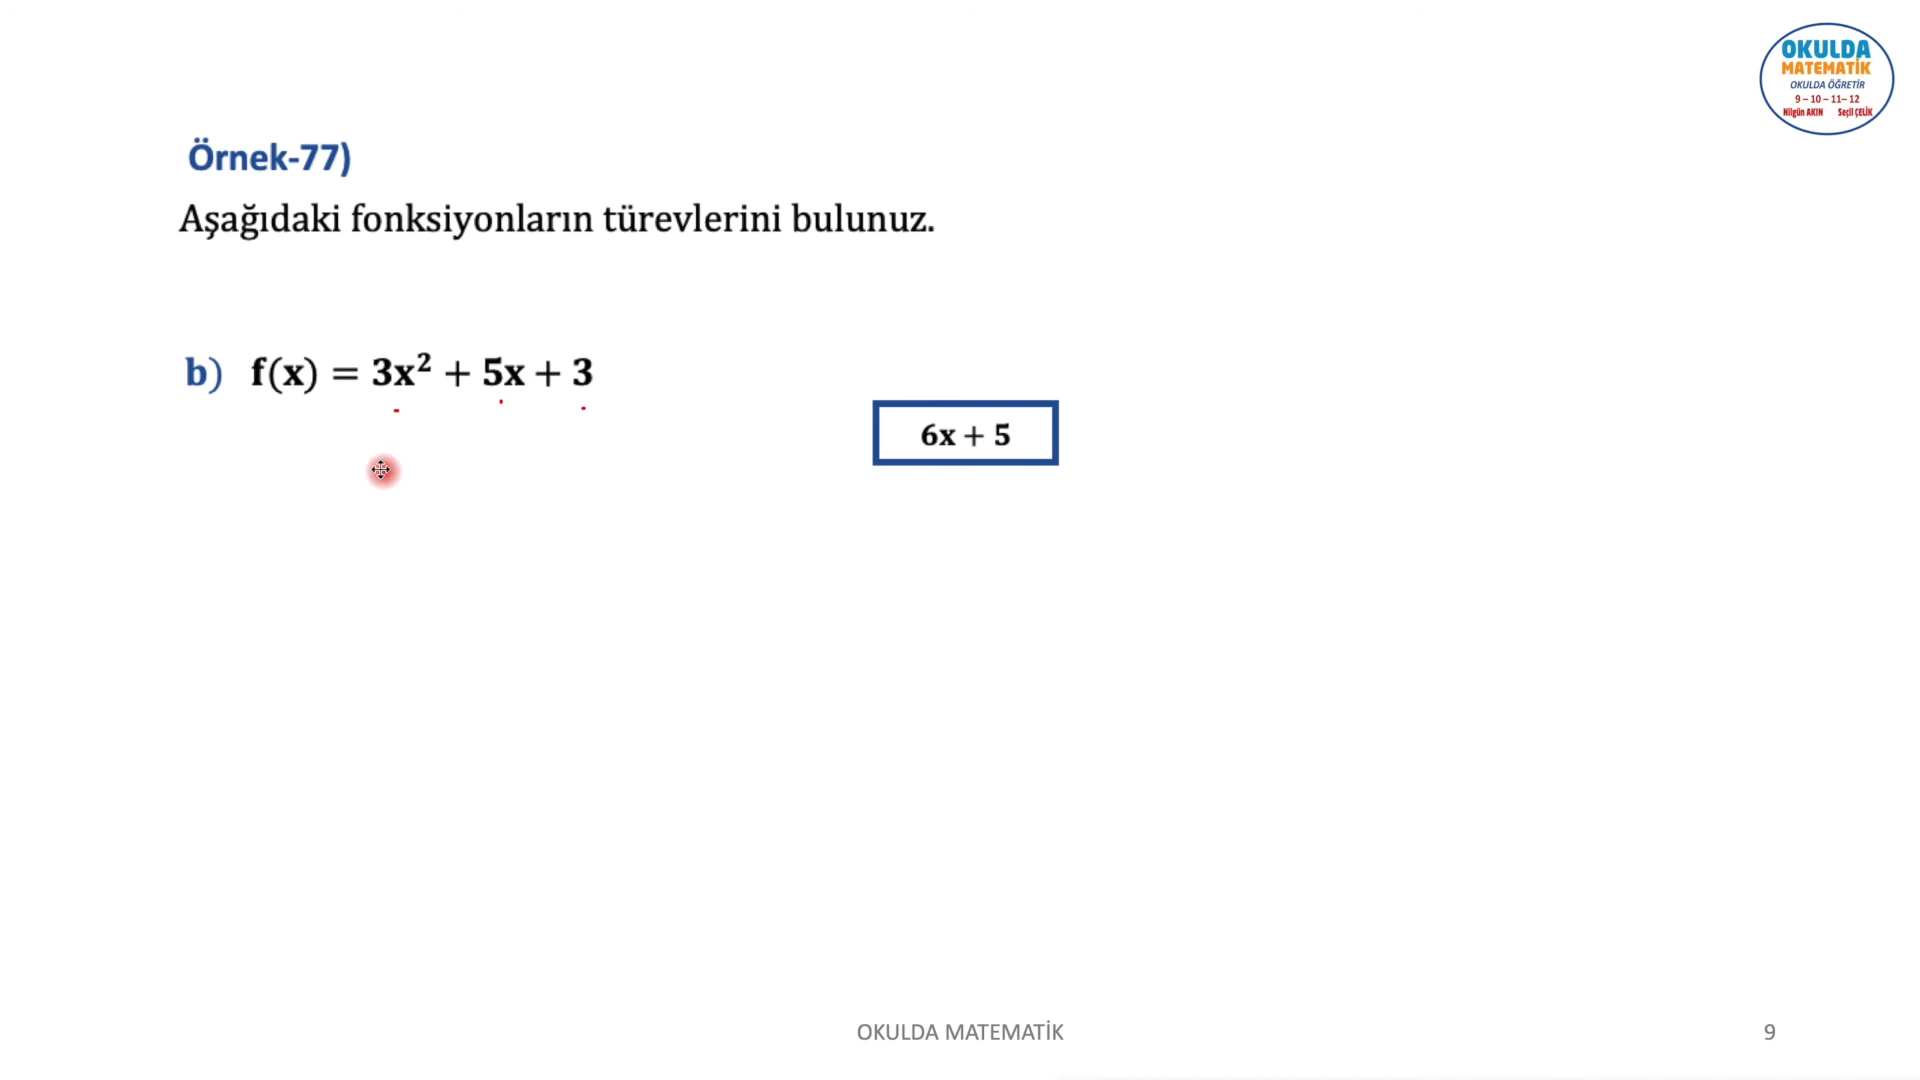 OKULDA
MATEMATİK
OKULDA ÖĞRETİR
9 – 10 – 11– 12
Nilgün AKIN Seçil ÇELİK
Örnek-77)
Aşağıdaki fonksiyonların türevlerini bulunuz.
b) f(x) = 3x² + 5x + 3
6x + 5
OKULDA MATEMATİK
9